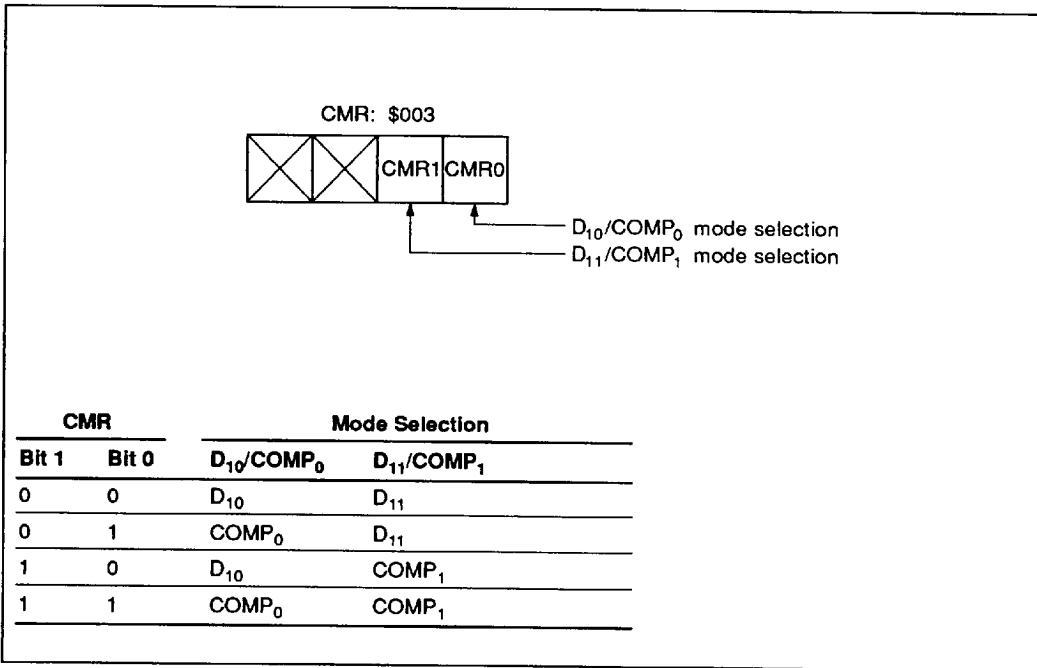 CMR: $003
CMR1 CMR0
D₁₀/COMP₀ mode selection
D₁₁/COMP₁ mode selection
CMR Mode Selection
Bit 1 Bit 0 D₁₀/COMP₀ D₁₁/COMP₁
0 0 D₁₀ D₁₁
0 1 COMP₀ D₁₁
1 0 D₁₀ COMP₁
1 1 COMP₀ COMP₁